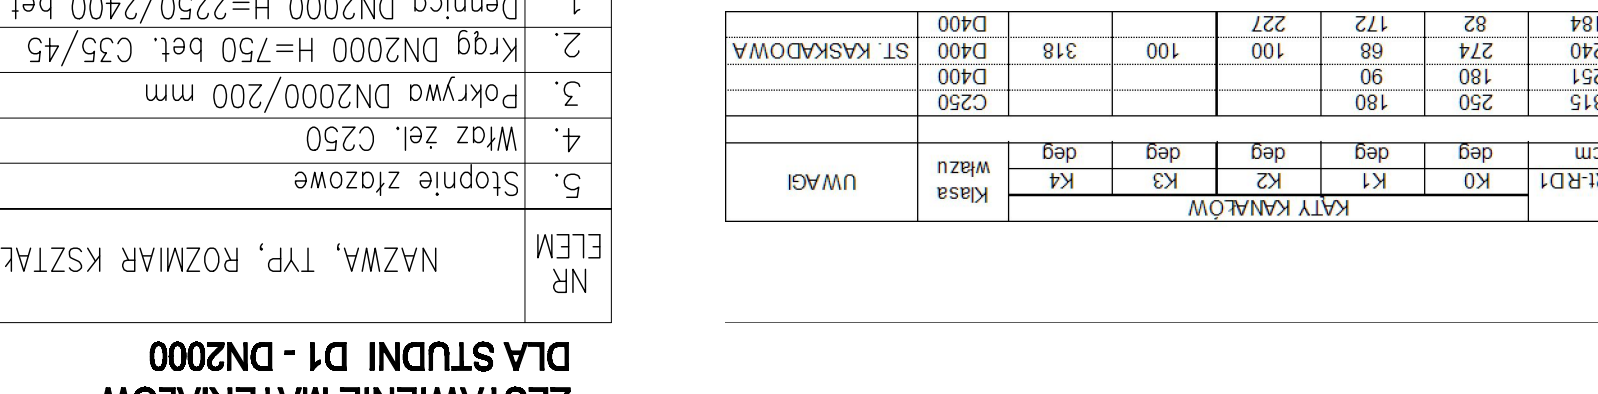 KĄTY KANAŁÓW
K0 K1 K2 K3 K4 Klasa włazu UWAGI
deg deg deg deg deg
250 180 C250
180 90 D400
274 68 100 100 318 D400 ST. KASKADOWA
82 172 227 D400
ZESTAWIENIE MATERIAŁÓW
DLA STUDNI D1 - DN2000
NR ELEM
NAZWA, TYP, ROZMIAR
5. Stopnie złazowe
4. Właz żel. C250
3. Pokrywa DN2000/200 mm
2. Krąg DN2000 H=750 bet. C35/45
1. Dennica DN2000 H=2250/2400 bet